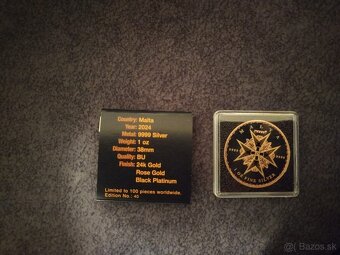 Country: Malta
Year: 2024
Metal: 9999 Silver
Weight: 1 oz
Diameter: 38mm
Quality: BU
Finish: 24k Gold
Rose Gold
Black Platinum
Limited to 100 pieces worldwide.
Edition No.: 40
MALTA
1 OZ FINE SILVER
Bazos.sk